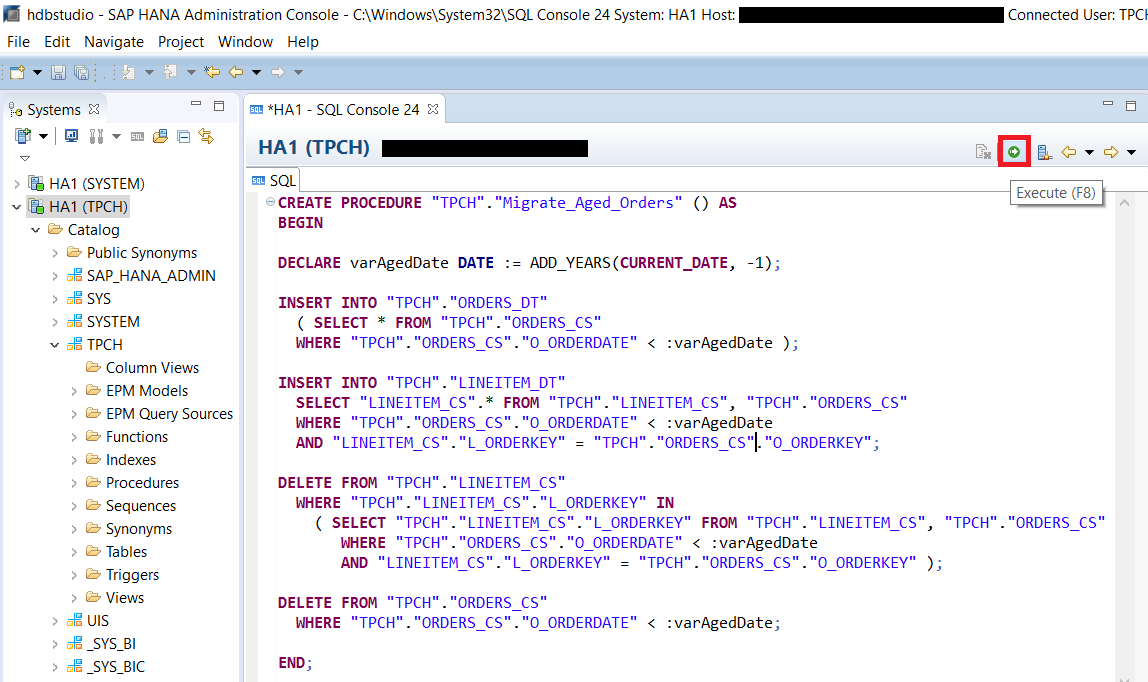 hdbstudio - SAP HANA Administration Console - C:\Windows\System32\SQL Console 24 System: HA1 Host: Connected User: TPCH
File Edit Navigate Project Window Help
Systems
*HA1 - SQL Console 24
HA1 (TPCH)
SQL
Execute (F8)
HA1 (SYSTEM)
HA1 (TPCH)
Catalog
Public Synonyms
SAP_HANA_ADMIN
SYS
SYSTEM
TPCH
Column Views
EPM Models
EPM Query Sources
Functions
Indexes
Procedures
Sequences
Synonyms
Tables
Triggers
Views
UIS
_SYS_BI
_SYS_BIC
CREATE PROCEDURE "TPCH"."Migrate_Aged_Orders" () AS
BEGIN
DECLARE varAgedDate DATE := ADD_YEARS(CURRENT_DATE, -1);
INSERT INTO "TPCH"."ORDERS_DT"
( SELECT * FROM "TPCH"."ORDERS_CS"
WHERE "TPCH"."ORDERS_CS"."O_ORDERDATE" < :varAgedDate );
INSERT INTO "TPCH"."LINEITEM_DT"
SELECT "LINEITEM_CS".* FROM "TPCH"."LINEITEM_CS", "TPCH"."ORDERS_CS"
WHERE "TPCH"."ORDERS_CS"."O_ORDERDATE" < :varAgedDate
AND "LINEITEM_CS"."L_ORDERKEY" = "TPCH"."ORDERS_CS"."O_ORDERKEY";
DELETE FROM "TPCH"."LINEITEM_CS"
WHERE "TPCH"."LINEITEM_CS"."L_ORDERKEY" IN
( SELECT "TPCH"."LINEITEM_CS"."L_ORDERKEY" FROM "TPCH"."LINEITEM_CS", "TPCH"."ORDERS_CS"
WHERE "TPCH"."ORDERS_CS"."O_ORDERDATE" < :varAgedDate
AND "LINEITEM_CS"."L_ORDERKEY" = "TPCH"."ORDERS_CS"."O_ORDERKEY" );
DELETE FROM "TPCH"."ORDERS_CS"
WHERE "TPCH"."ORDERS_CS"."O_ORDERDATE" < :varAgedDate;
END;